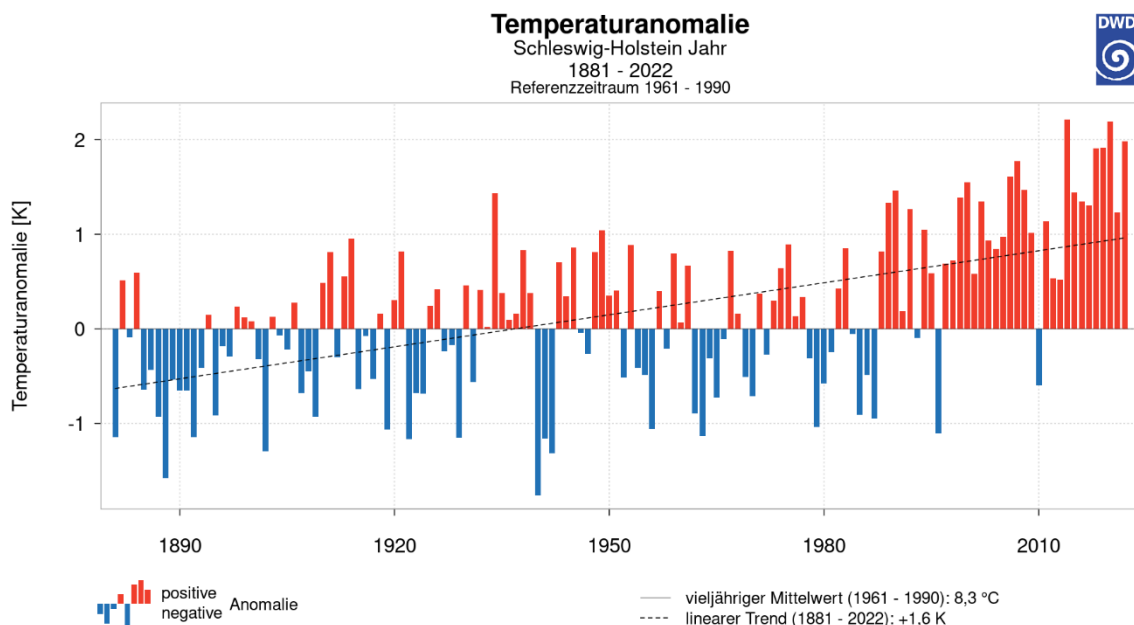 Temperaturanomalie
Schleswig-Holstein Jahr
1881 - 2022
Referenzzeitraum 1961 - 1990
DWD
Temperaturanomalie [K]
2
1
0
-1
1890
1920
1950
1980
2010
positive
negative
Anomalie
vieljähriger Mittelwert (1961 - 1990): 8,3 °C
linearer Trend (1881 - 2022): +1.6 K